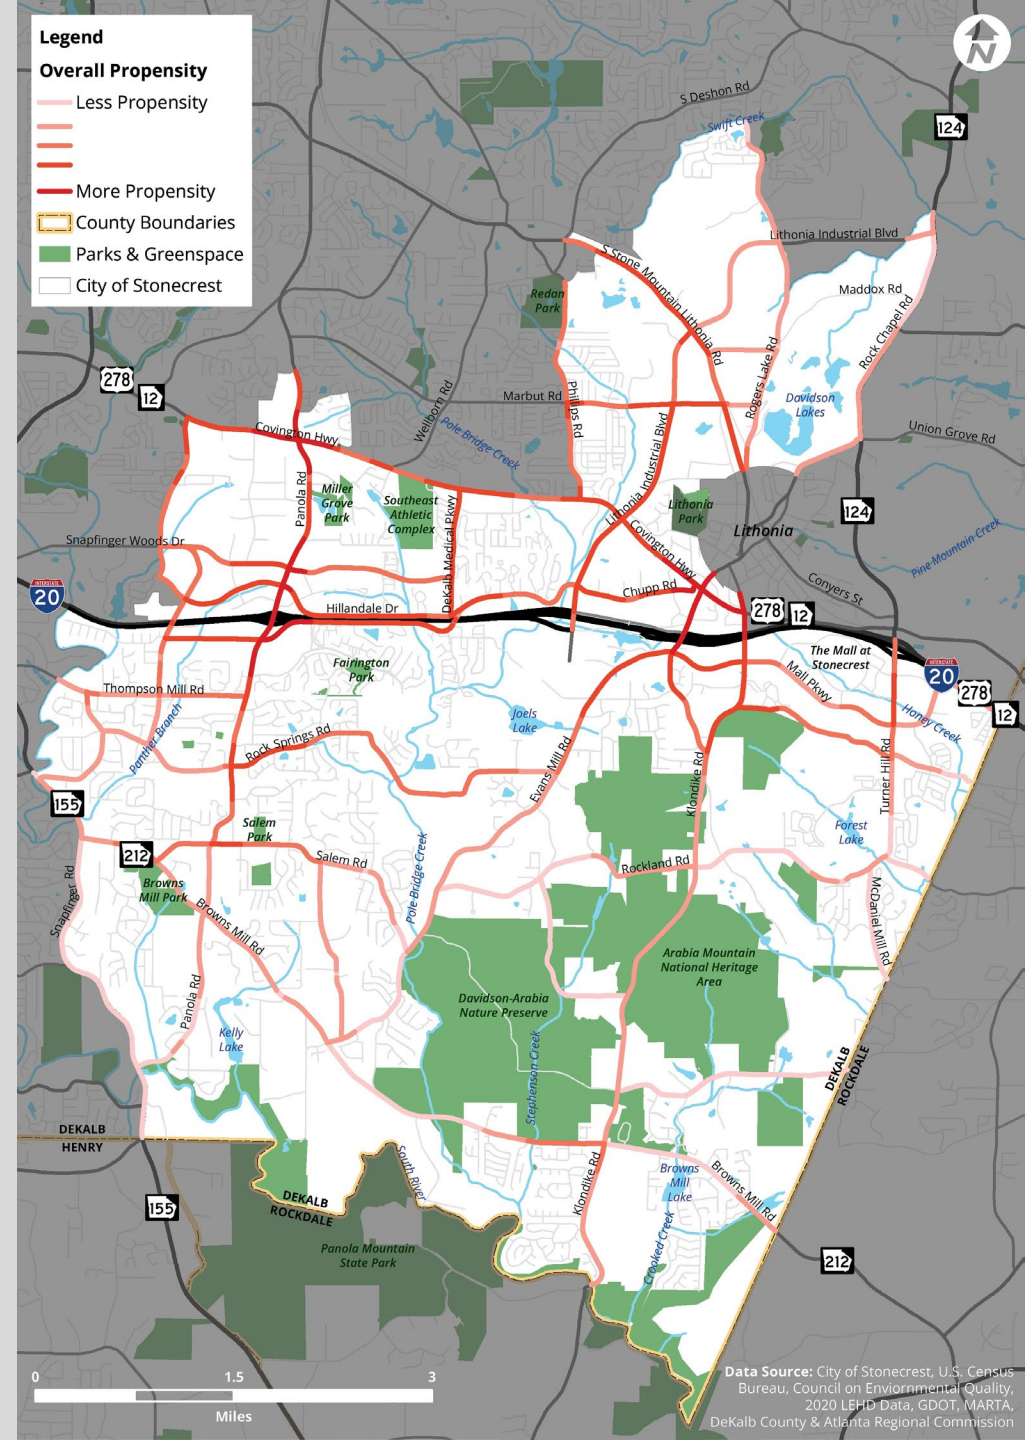 Legend
Overall Propensity
Less Propensity
More Propensity
County Boundaries
Parks & Greenspace
City of Stonecrest
N
S Deshon Rd
Swift Creek
124
Lithonia Industrial Blvd
S Stone Mountain Lithonia Rd
Maddox Rd
Redan
Park
Rock Chapel Rd
278
12
Rogers Lake Rd
Marbut Rd
Phillips Rd
Wellborn Rd
Davidson
Lakes
Pole Bridge Creek
Covington Hwy
Union Grove Rd
Lithonia Industrial Blvd
Panola Rd
Miller
Grove
Park
Southeast
Athletic
Complex
DeKalb Medical Pkwy
Lithonia
Park
124
Lithonia
Covington Hwy
Pine Mountain Creek
Snapfinger Woods Dr
INTERSTATE
20
Chupp Rd
Conyers St
Hillandale Dr
278
12
The Mall at
Stonecrest
INTERSTATE
20
278
12
Fairington
Park
Mall Pkwy
Thompson Mill Rd
Honey Creek
Panther Branch
Joels
Lake
Rock Springs Rd
Evans Mill Rd
Klondike Rd
Turner Hill Rd
155
Salem
Park
Forest
Lake
212
Salem Rd
Rockland Rd
Pole Bridge Creek
Snapfinger Rd
Browns
Mill Park
Browns Mill Rd
McDaniel Mill Rd
Arabia Mountain
National Heritage
Area
Panola Rd
Davidson-Arabia
Nature Preserve
Kelly
Lake
Stephenson Creek
DEKALB
ROCKDALE
DEKALB
HENRY
South River
Klondike Rd
Browns
Mill
Lake
Browns Mill Rd
DEKALB
ROCKDALE
155
Crooked Creek
Panola Mountain
State Park
212
0 1.5 3
Miles
Data Source: City of Stonecrest, U.S. Census
Bureau, Council on Enviornmental Quality,
2020 LEHD Data, GDOT, MARTA,
DeKalb County & Atlanta Regional Commission